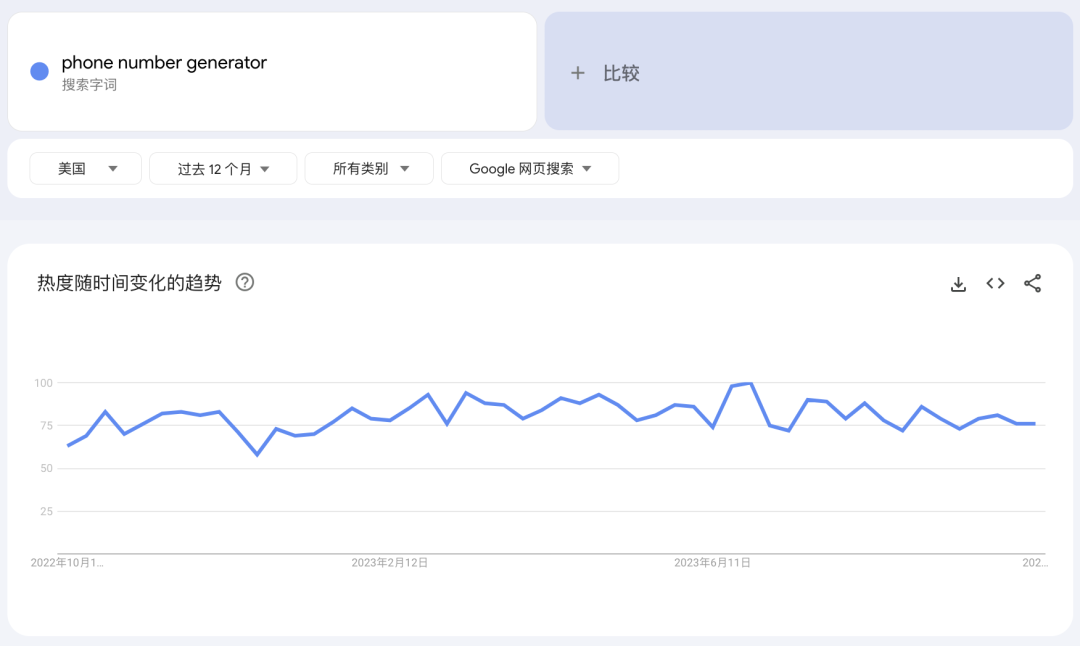 phone number generator
搜索字词
+ 比较
美国
过去 12 个月
所有类别
Google 网页搜索
热度随时间变化的趋势
100
75
50
25
2022年10月1...
2023年2月12日
2023年6月11日
202...